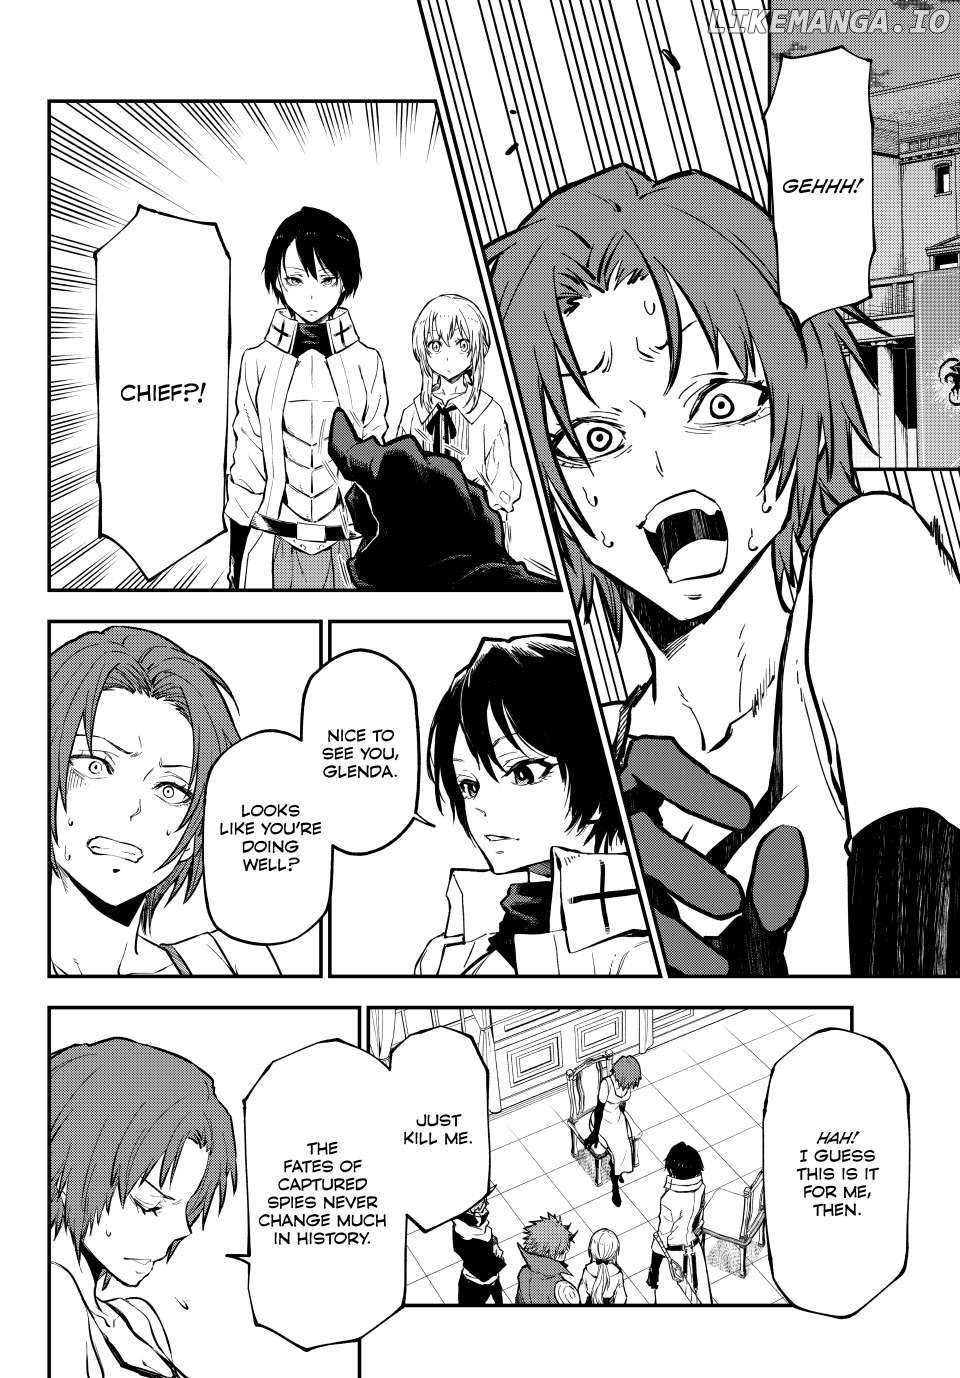 LIKEMANGA.IO
GEHHH!
CHIEF?!
NICE TO
SEE YOU,
GLENDA.
LOOKS
LIKE YOU'RE
DOING
WELL?
HAH!
I GUESS
THIS IS IT
FOR ME,
THEN.
JUST
KILL ME.
THE
FATES OF
CAPTURED
SPIES NEVER
CHANGE MUCH
IN HISTORY.